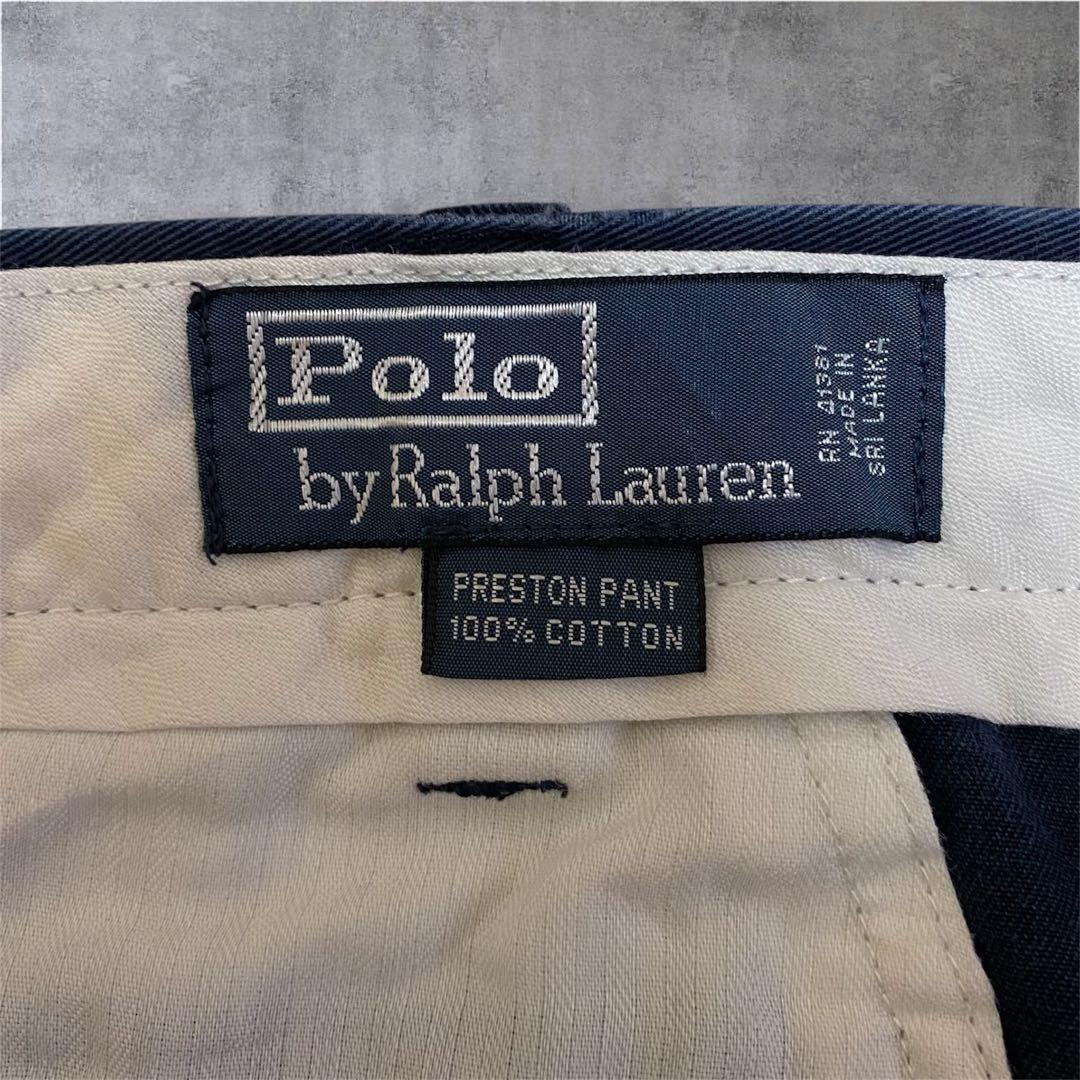 Polo
by Ralph Lauren
RN 41381
MADE IN
SRI LANKA
PRESTON PANT
100% COTTON